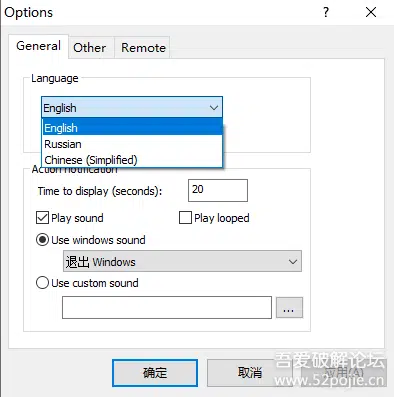 Options
General Other Remote
Language
English
English
Russian
Chinese (Simplified)
Action notification
Time to display (seconds): 20
Play sound Play looped
Use windows sound
退出 Windows
Use custom sound
...
确定 取消 应用(A)
吾爱破解论坛
www.52pojie.cn